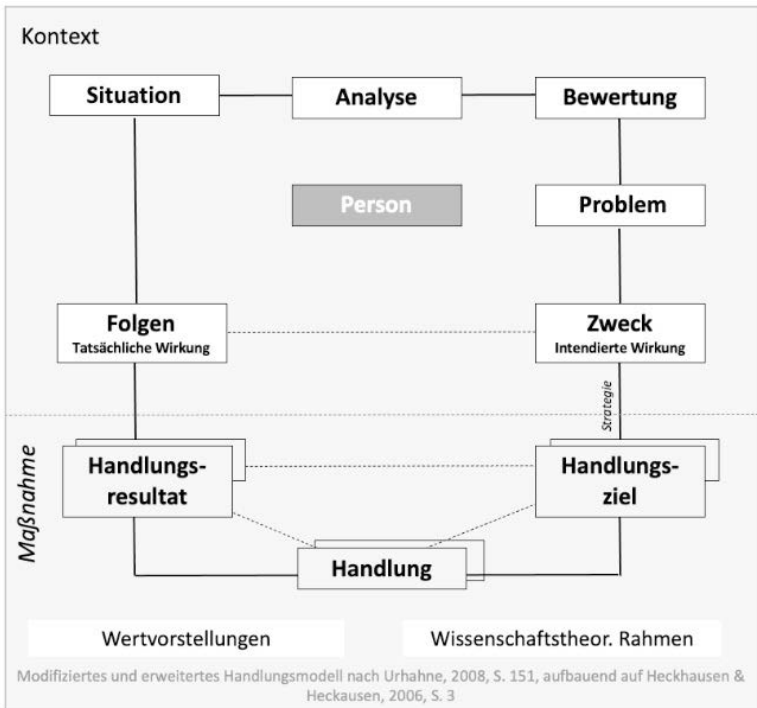 Kontext
Situation
Analyse
Bewertung
Person
Problem
Folgen
Tatsächliche Wirkung
Zweck
Intendierte Wirkung
Strategie
Maßnahme
Handlungs-
resultat
Handlungs-
ziel
Handlung
Wertvorstellungen
Wissenschaftstheor. Rahmen
Modifiziertes und erweitertes Handlungsmodell nach Urhahne, 2008, S. 151, aufbauend auf Heckhausen &
Heckausen, 2006, S. 3